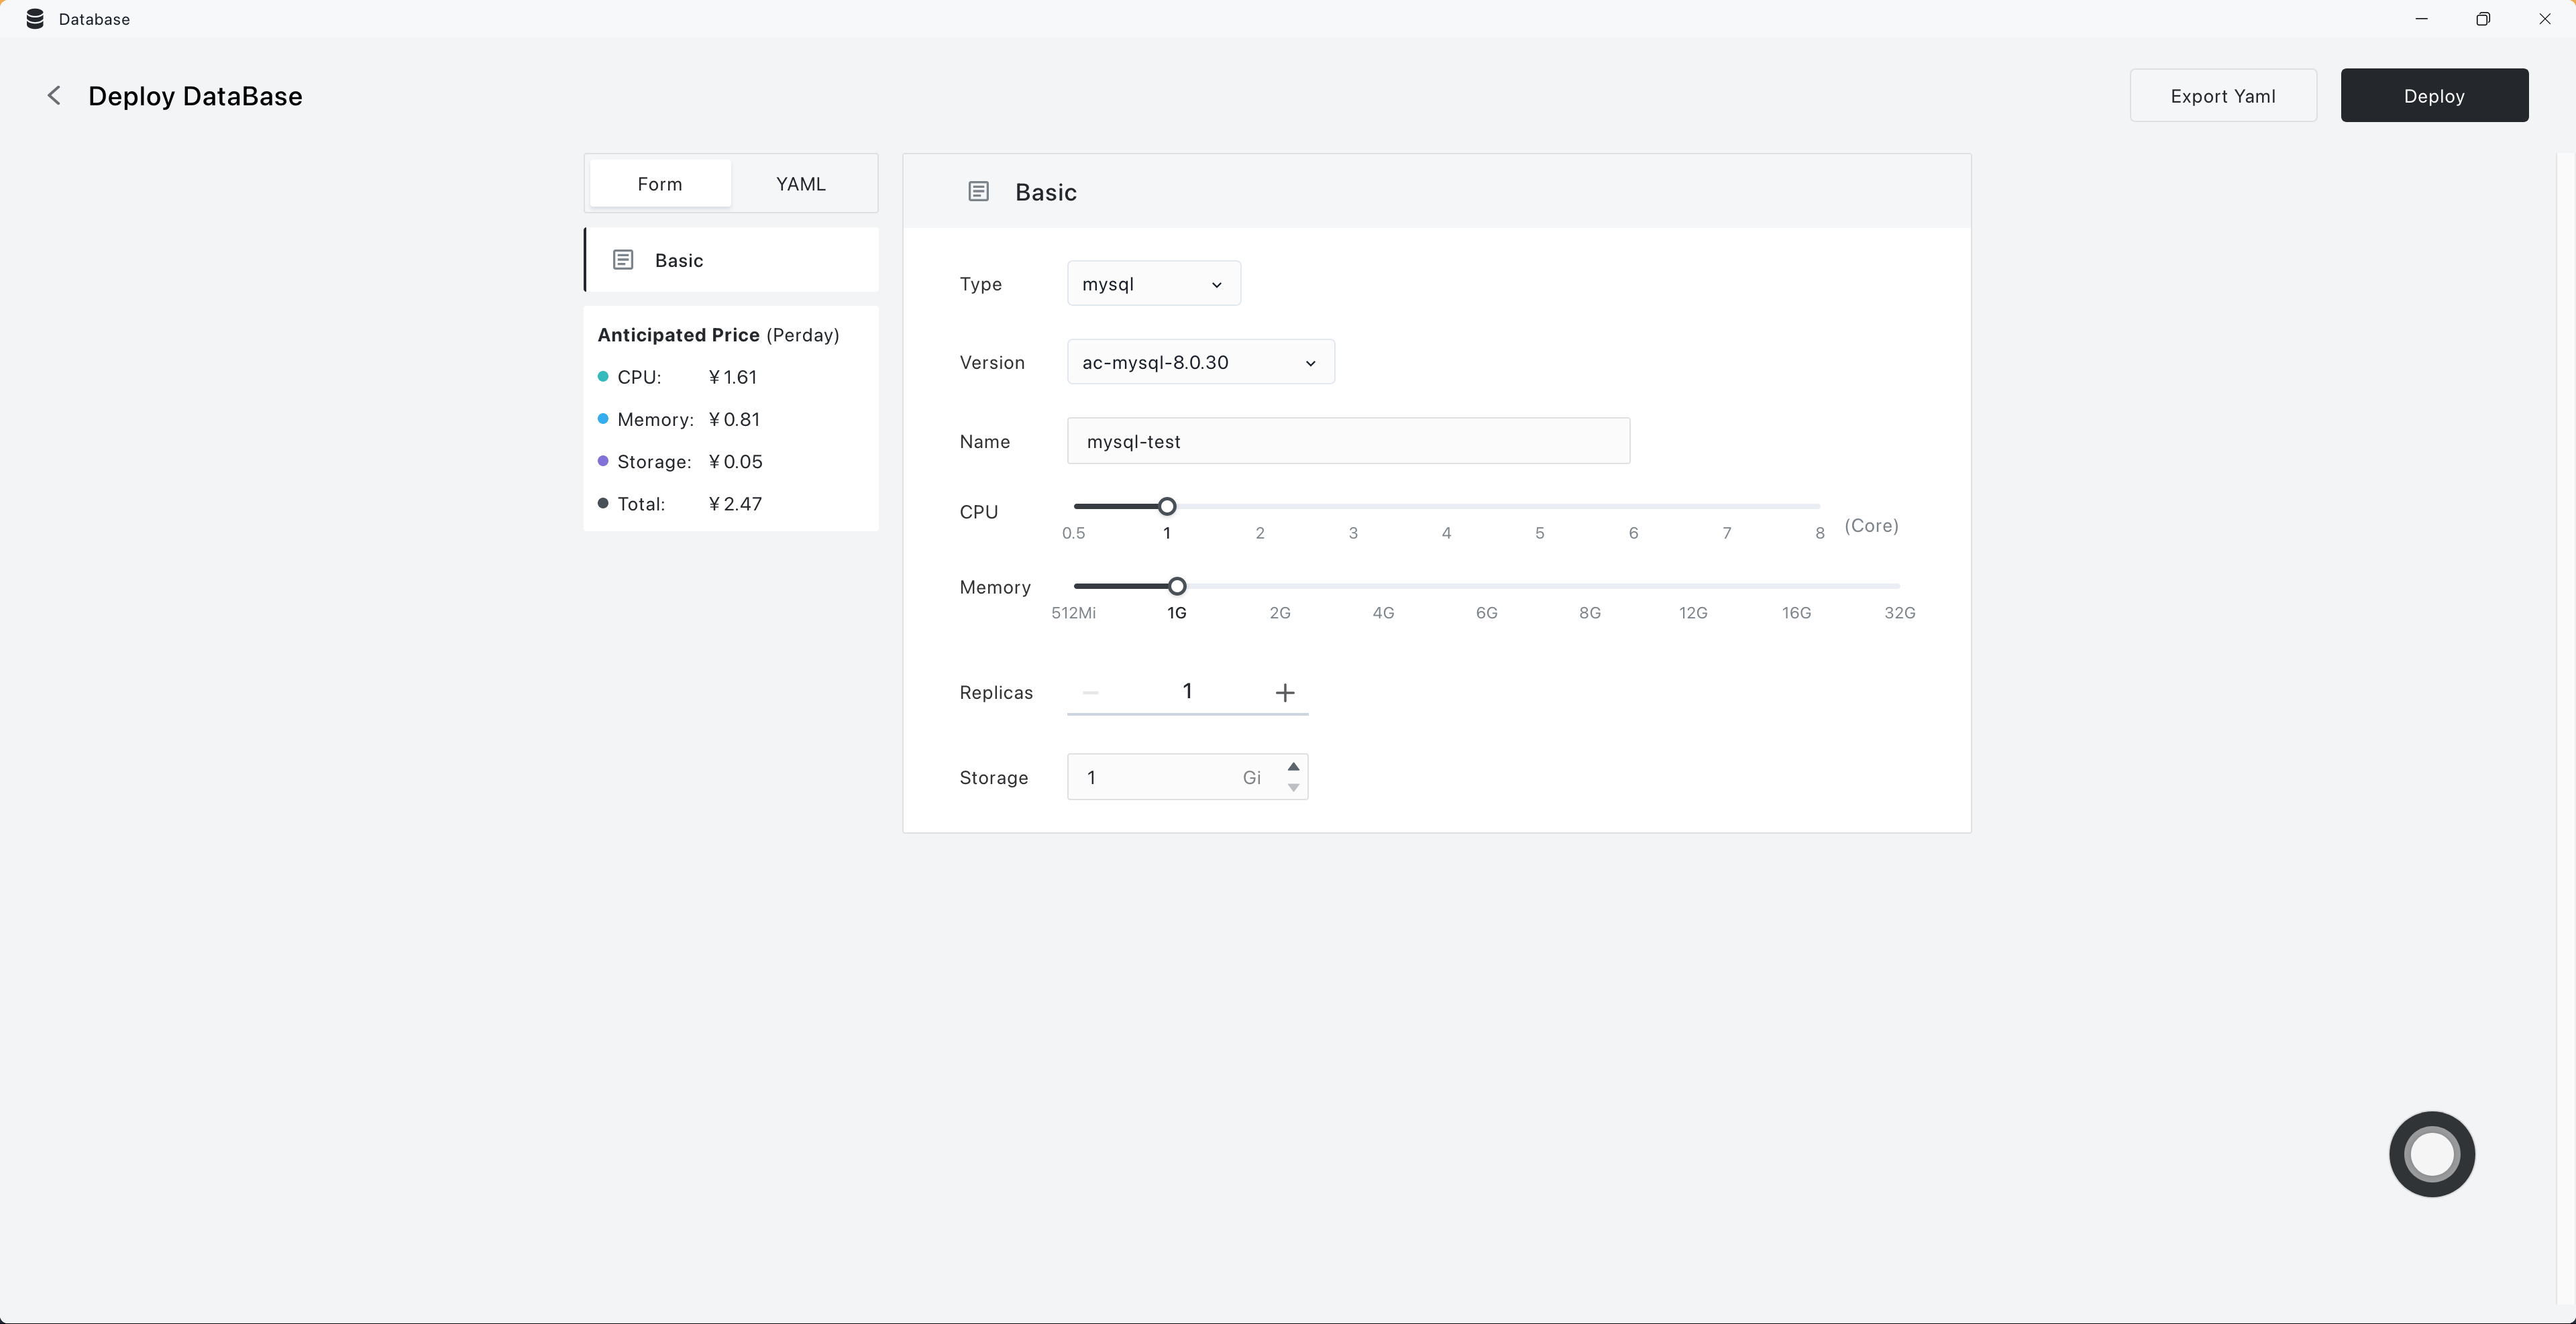 Database
Deploy DataBase
Export Yaml
Deploy
Form
YAML
Basic
Anticipated Price (Perday)
CPU: ¥1.61
Memory: ¥0.81
Storage: ¥0.05
Total: ¥2.47
Basic
Type mysql
Version ac-mysql-8.0.30
Name mysql-test
CPU
0.5 1 2 3 4 5 6 7 8 (Core)
Memory
512Mi 1G 2G 4G 6G 8G 12G 16G 32G
Replicas 1
Storage 1 Gi